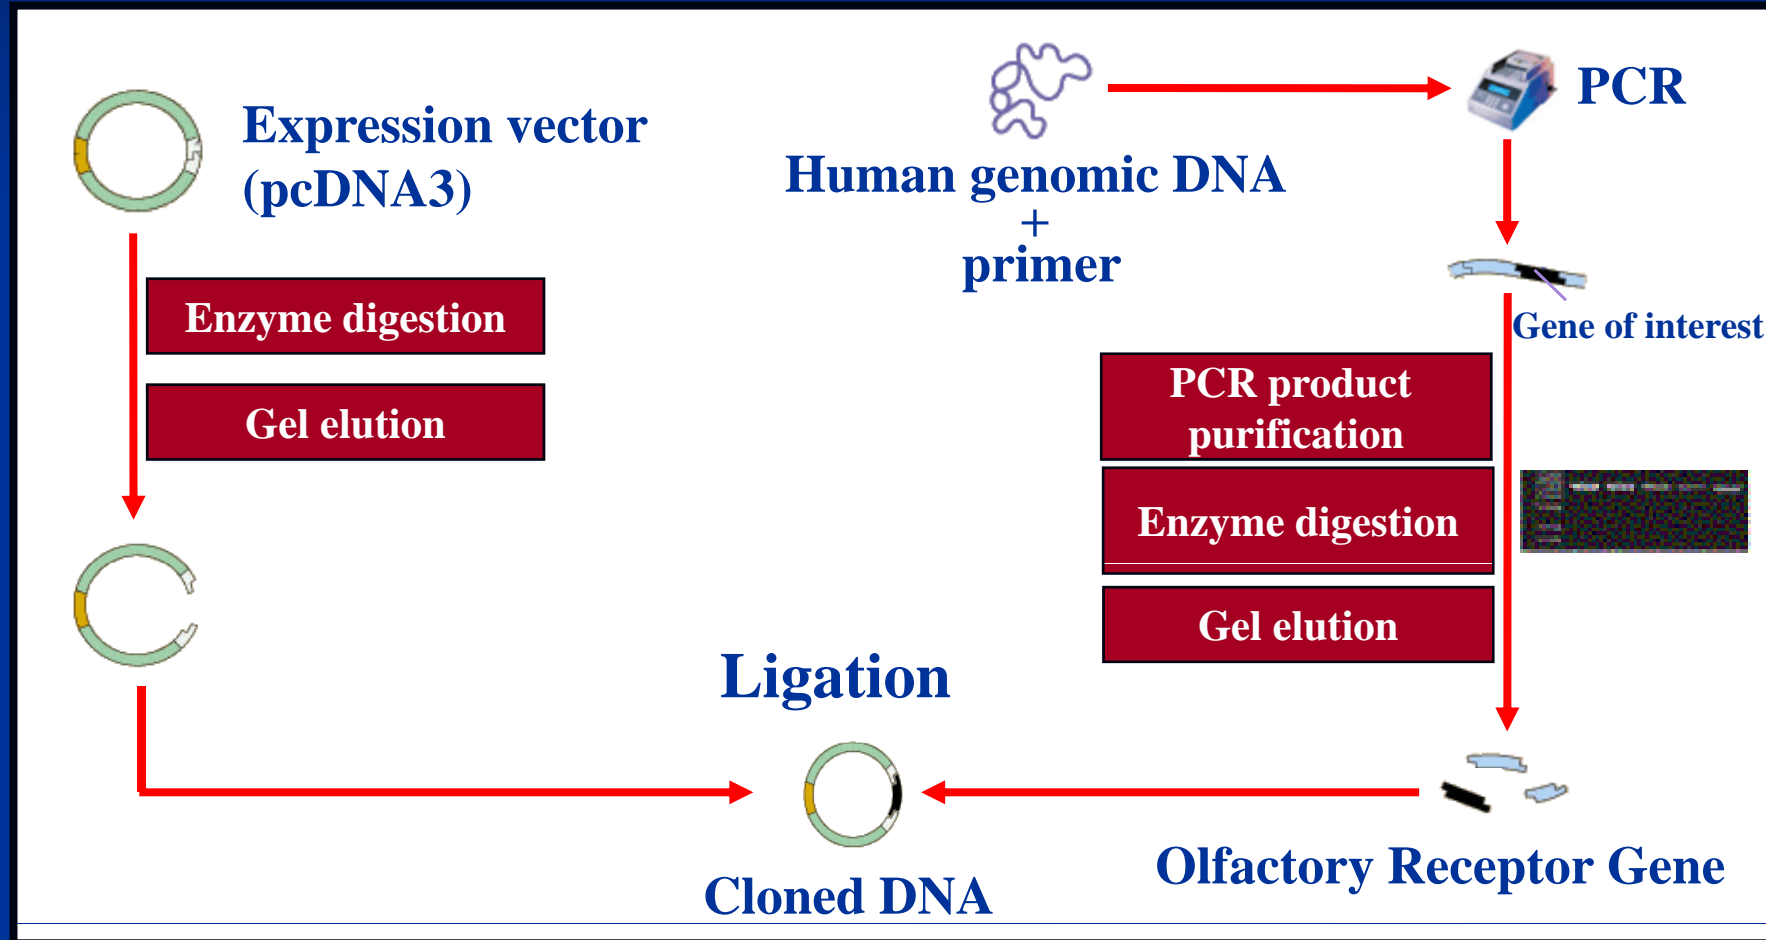 Expression vector
(pcDNA3)
Enzyme digestion
Gel elution
Human genomic DNA
+
primer
PCR
Gene of interest
PCR product
purification
Enzyme digestion
Gel elution
Ligation
Cloned DNA
Olfactory Receptor Gene